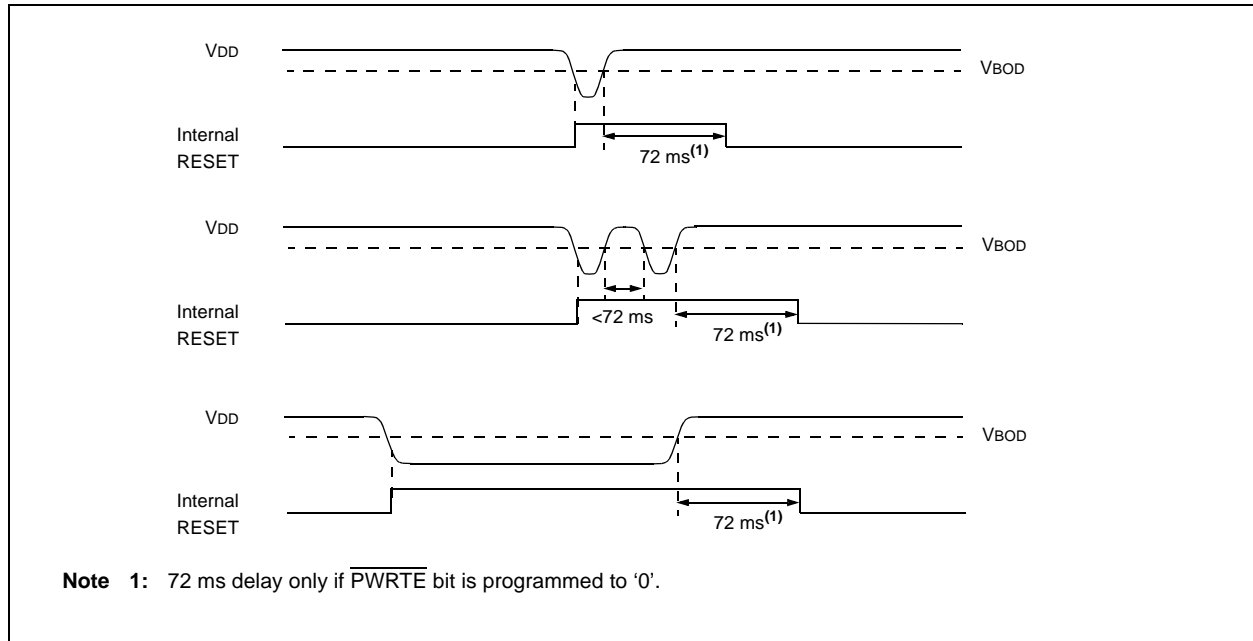 VDD
VBOD
Internal
RESET
72 ms(1)
VDD
VBOD
Internal
RESET
<72 ms
72 ms(1)
VDD
VBOD
Internal
RESET
72 ms(1)
Note 1: 72 ms delay only if PWRTE bit is programmed to ‘0’.